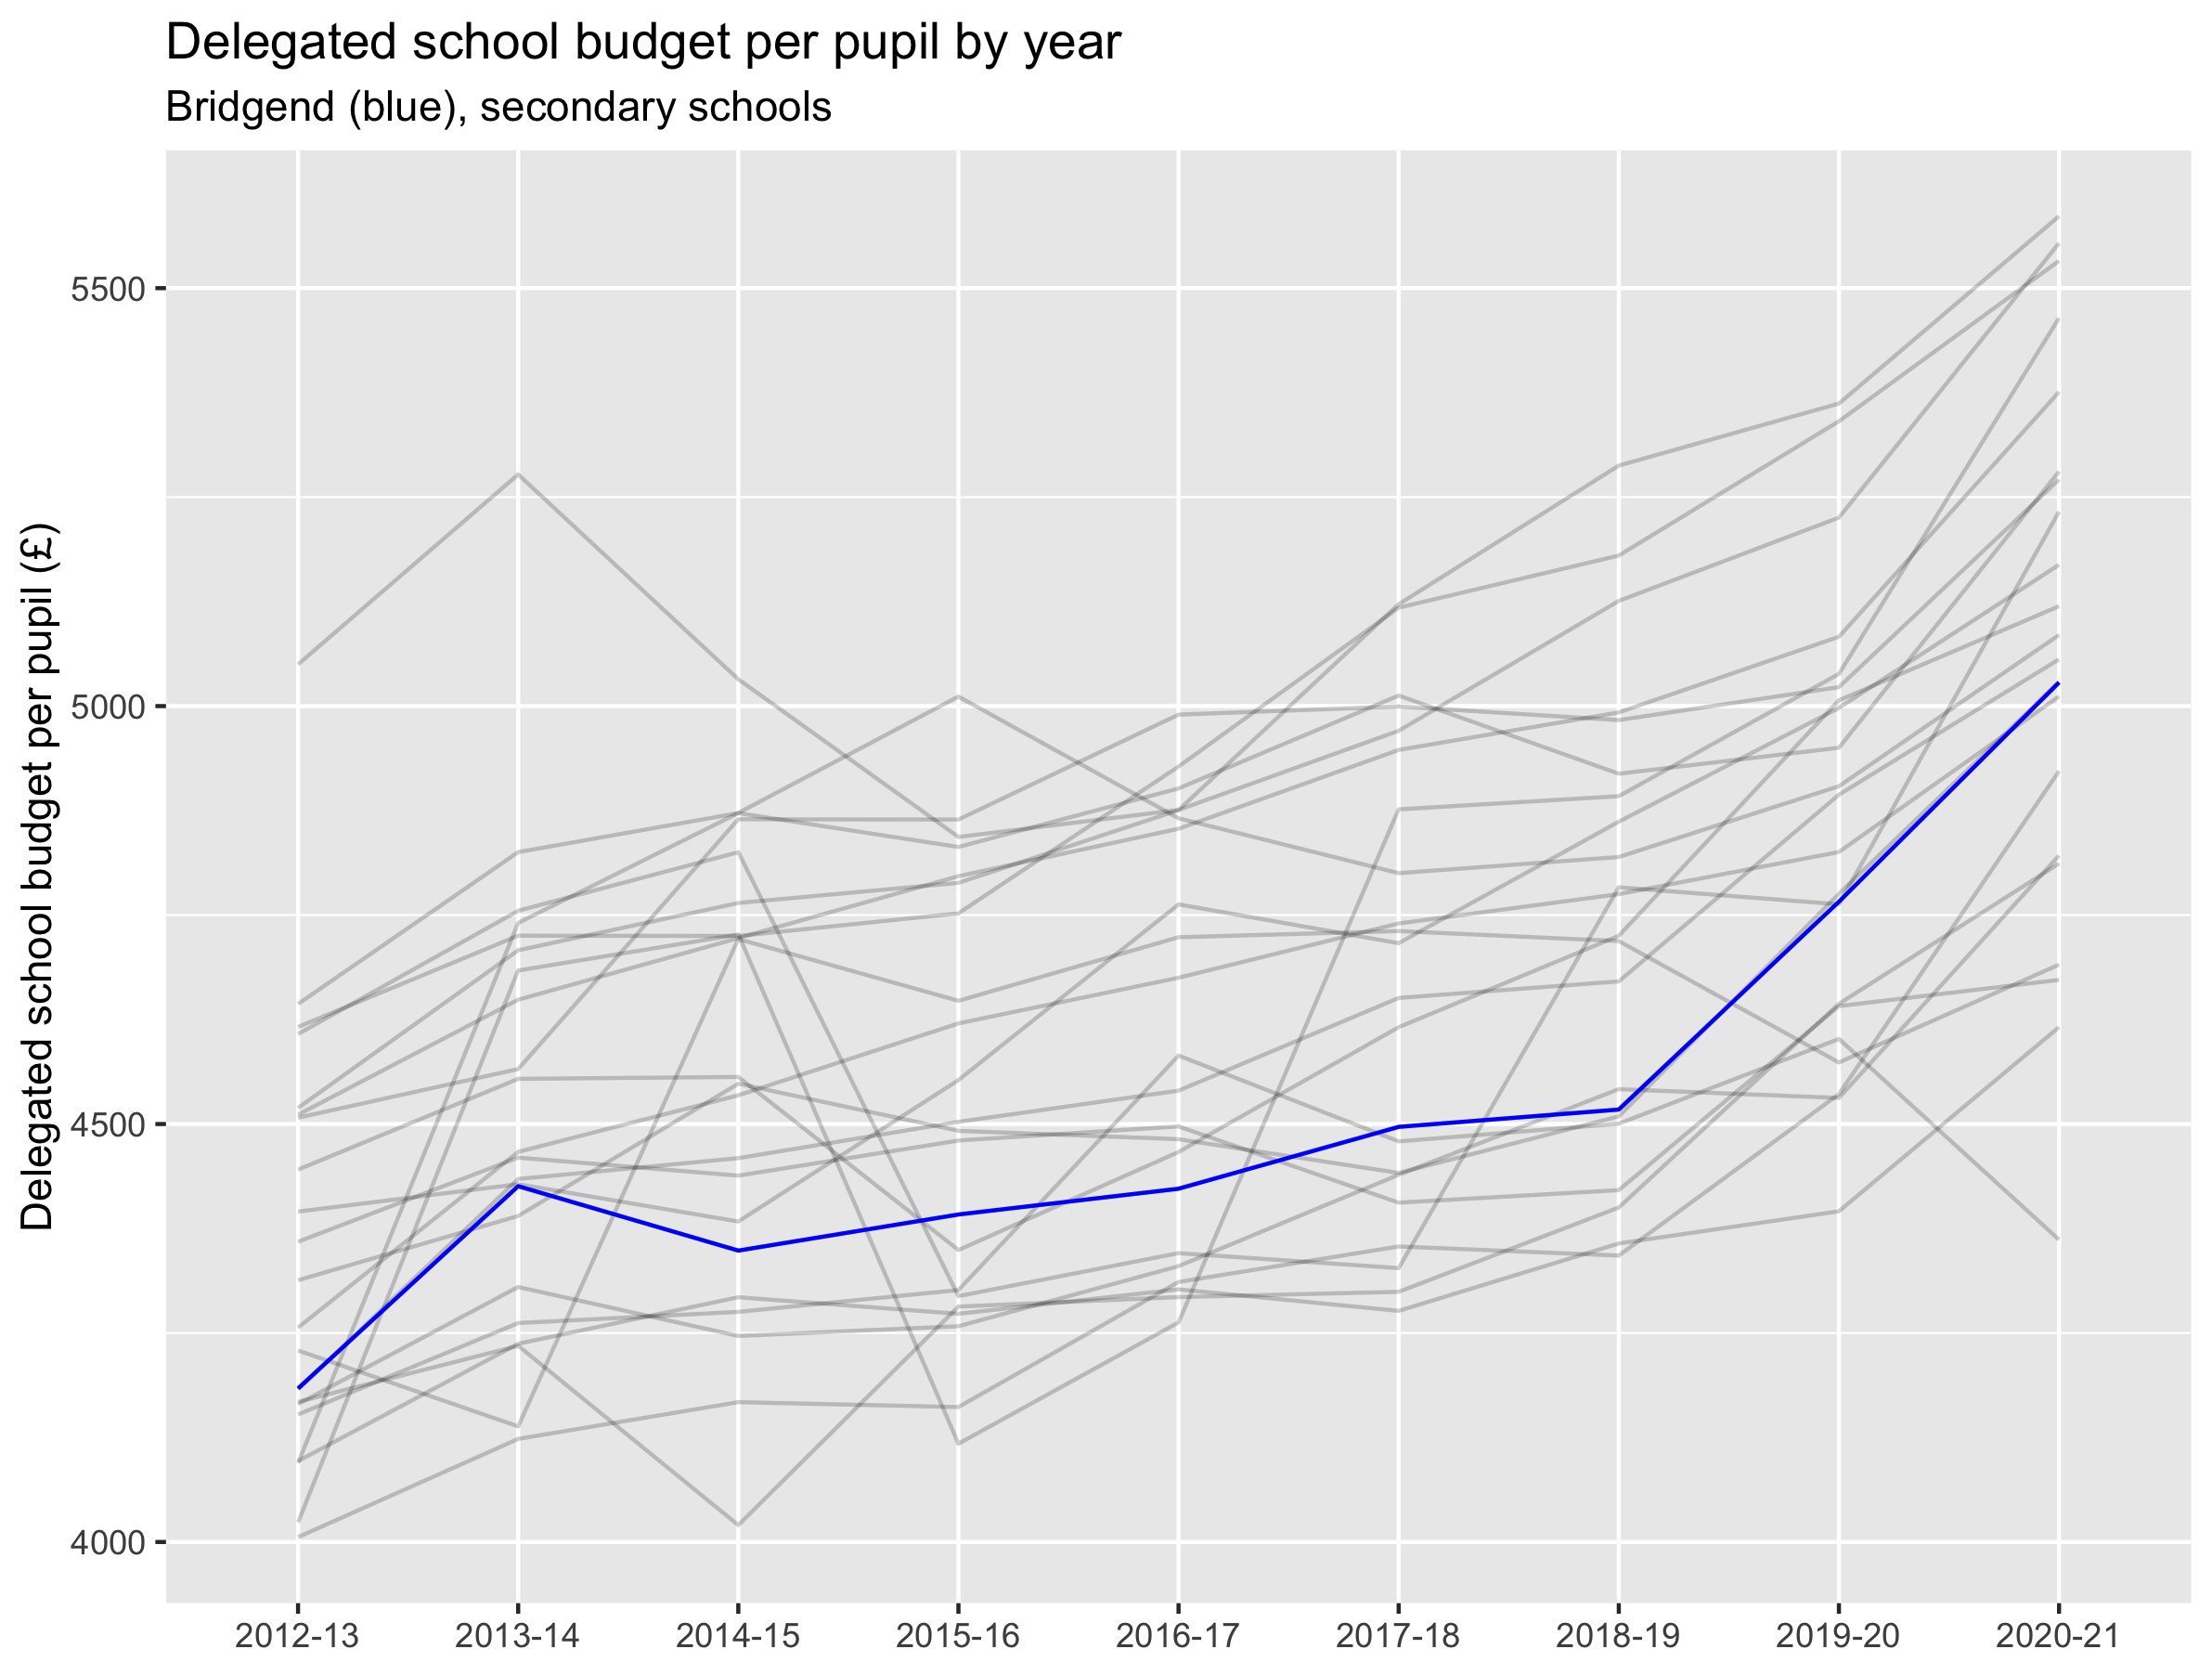 Delegated school budget per pupil by year
Bridgend (blue), secondary schools
Delegated school budget per pupil (£)
5500
5000
4500
4000
2012-13 2013-14 2014-15 2015-16 2016-17 2017-18 2018-19 2019-20 2020-21